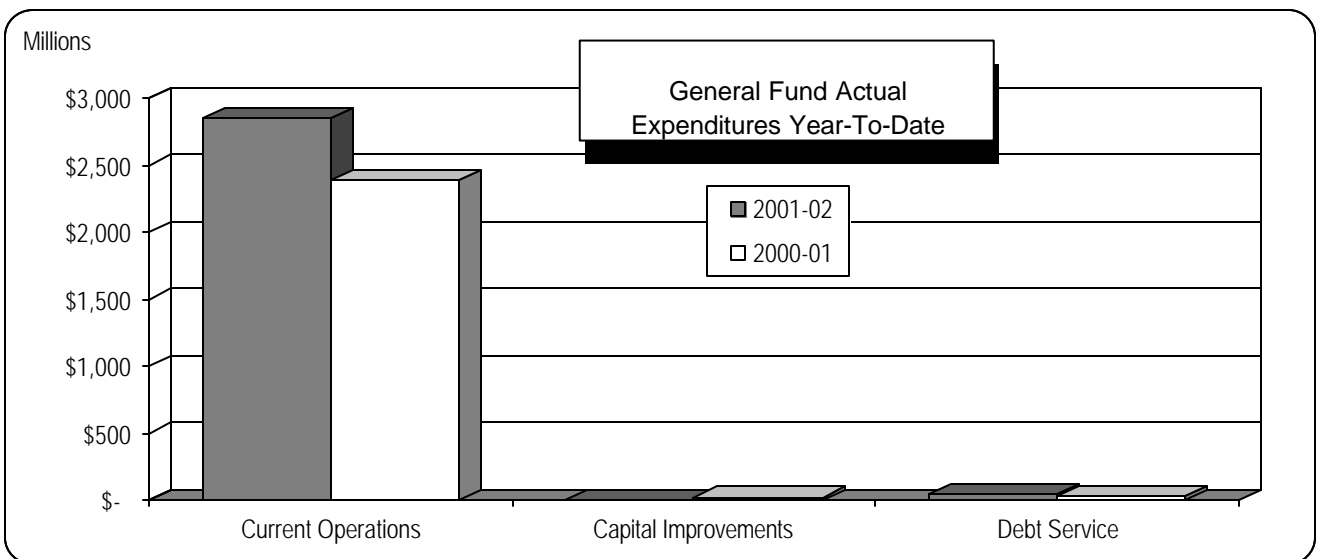 Millions
General Fund Actual
Expenditures Year-To-Date
$3,000
$2,500
$2,000
$1,500
$1,000
$500
$-
2001-02
2000-01
Current Operations
Capital Improvements
Debt Service